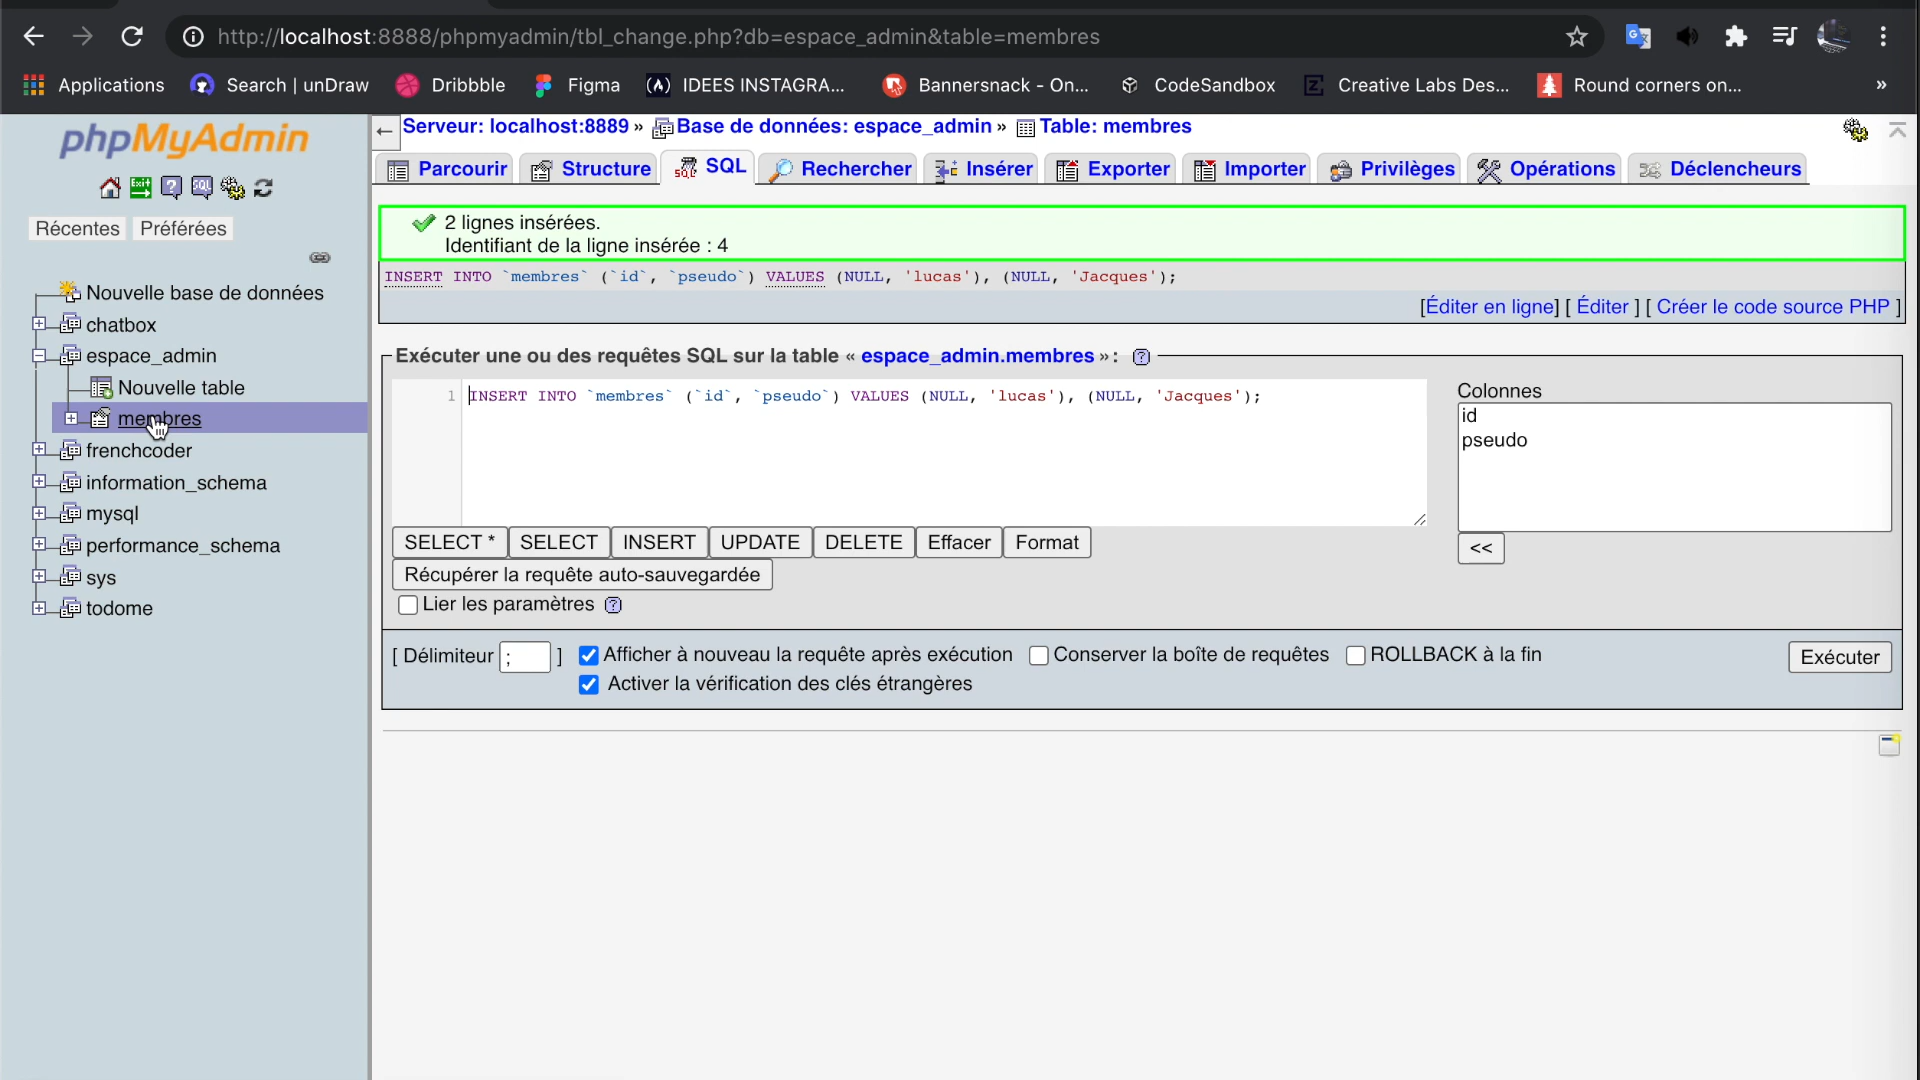 http://localhost:8888/phpmyadmin/tbl_change.php?db=espace_admin&table=membres
Applications Search | unDraw Dribbble Figma IDEES INSTAGRA... Bannersnack - On... CodeSandbox Creative Labs Des... Round corners on... »
phpMyAdmin
Récentes Préférées
Nouvelle base de données
chatbox
espace_admin
Nouvelle table
membres
frenchcoder
information_schema
mysql
performance_schema
sys
todome
Serveur: localhost:8889 » Base de données: espace_admin » Table: membres
Parcourir Structure SQL Rechercher Insérer Exporter Importer Privilèges Opérations Déclencheurs
2 lignes insérées.
Identifiant de la ligne insérée : 4
INSERT INTO `membres` (`id`, `pseudo`) VALUES (NULL, 'lucas'), (NULL, 'Jacques');
[Éditer en ligne] [ Éditer ] [ Créer le code source PHP ]
Exécuter une ou des requêtes SQL sur la table « espace_admin.membres » :
1 INSERT INTO `membres` (`id`, `pseudo`) VALUES (NULL, 'lucas'), (NULL, 'Jacques');
Colonnes
id
pseudo
<<
SELECT * SELECT INSERT UPDATE DELETE Effacer Format
Récupérer la requête auto-sauvegardée
Lier les paramètres
[ Délimiteur ; ] Afficher à nouveau la requête après exécution Conserver la boîte de requêtes ROLLBACK à la fin
Activer la vérification des clés étrangères
Exécuter